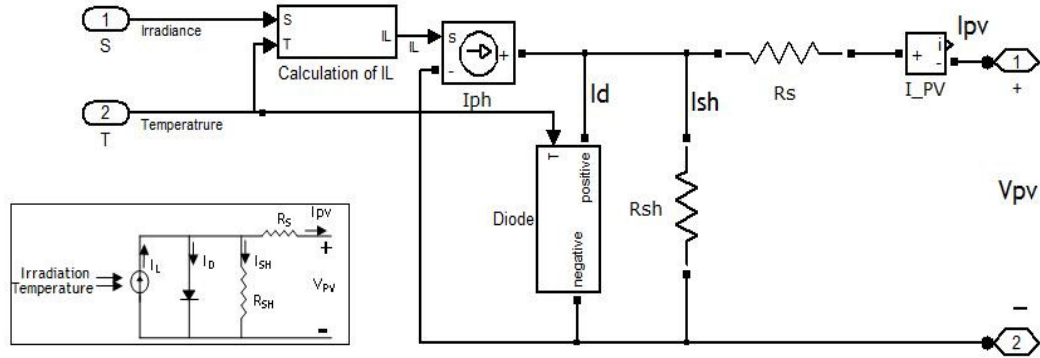 1
S
Irradiance
S
T
IL
Calculation of IL
IL
s
+
-
Iph
2
T
Temperatrure
Id
Ish
Rs
+
i
-
I_PV
Ipv
1
+
T
positive
negative
Diode
Rsh
Vpv
−
2
Irradiation
Temperature
IL
ID
ISH
RSH
RS
Ipv
+
VPV
-